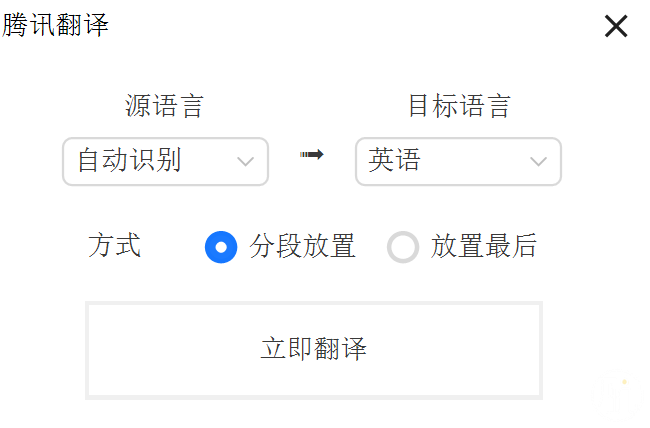 腾讯翻译
源语言 目标语言
自动识别 英语
方式 分段放置 放置最后
立即翻译